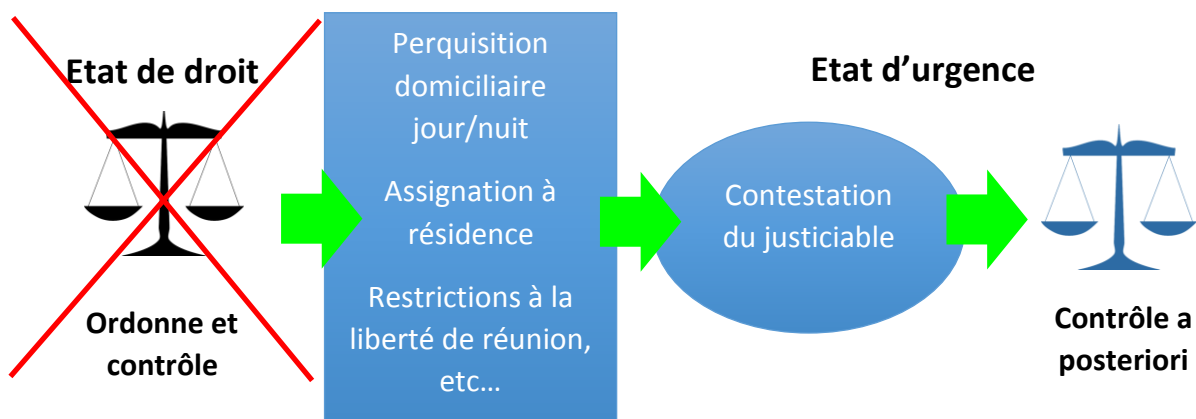 Etat de droit
Ordonne et
contrôle
Perquisition
domiciliaire
jour/nuit
Assignation à
résidence
Restrictions à la
liberté de réunion,
etc…
Etat d’urgence
Contestation
du justiciable
Contrôle a
posteriori